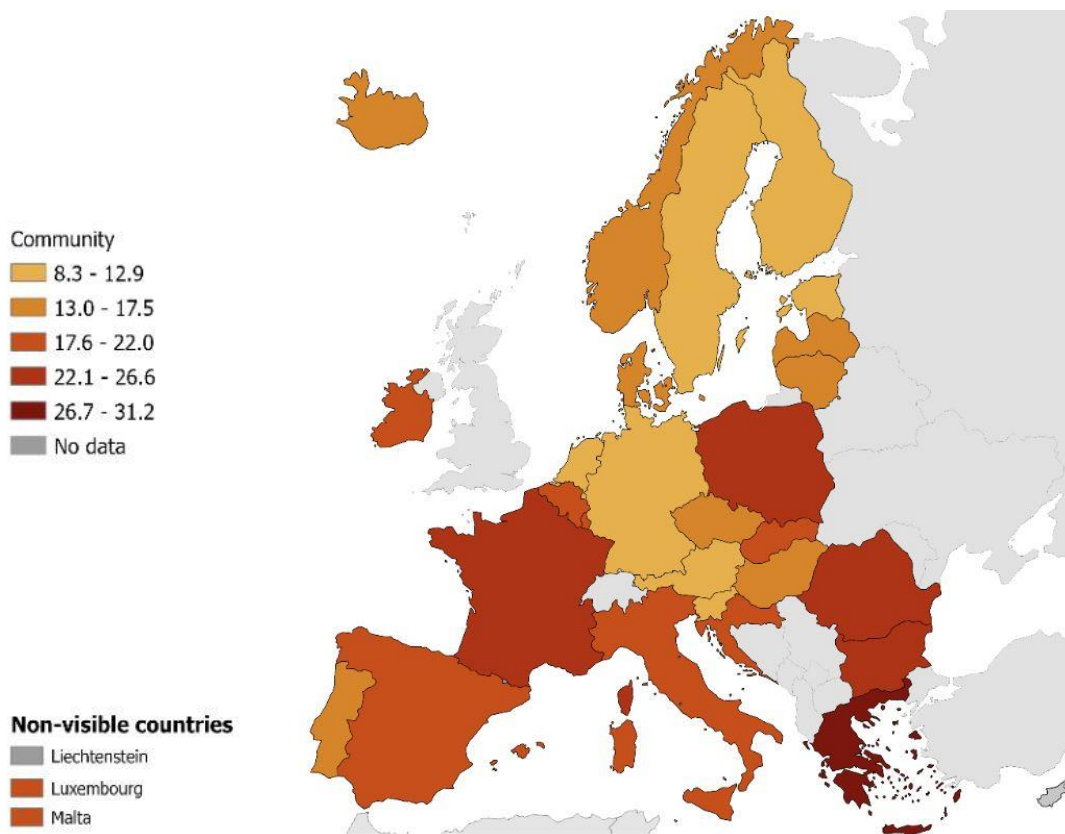 Community
8.3 - 12.9
13.0 - 17.5
17.6 - 22.0
22.1 - 26.6
26.7 - 31.2
No data
Non-visible countries
Liechtenstein
Luxembourg
Malta